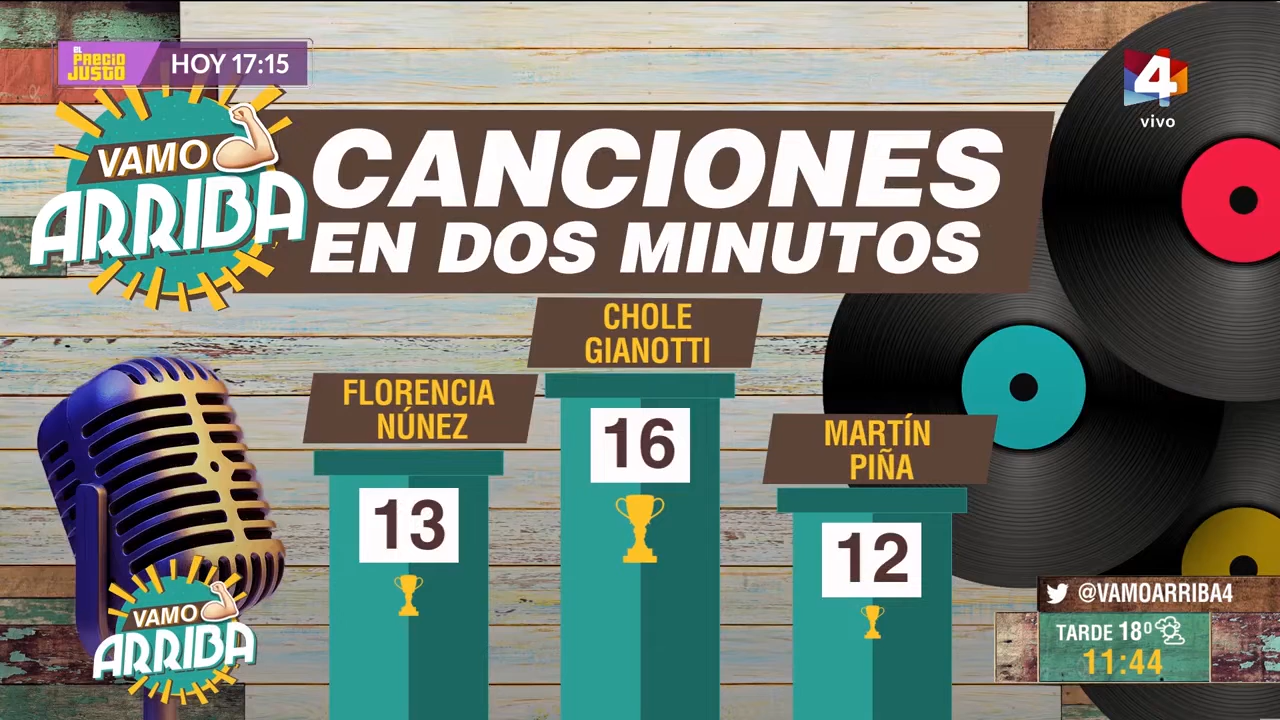 EL
PRECIO
JUSTO
HOY 17:15
4
vivo
VAMO
ARRIBA
CANCIONES
EN DOS MINUTOS
CHOLE
GIANOTTI
FLORENCIA
NÚNEZ
MARTÍN
PIÑA
16
13
12
VAMO
ARRIBA
@VAMOARRIBA4
TARDE 18º
11:44